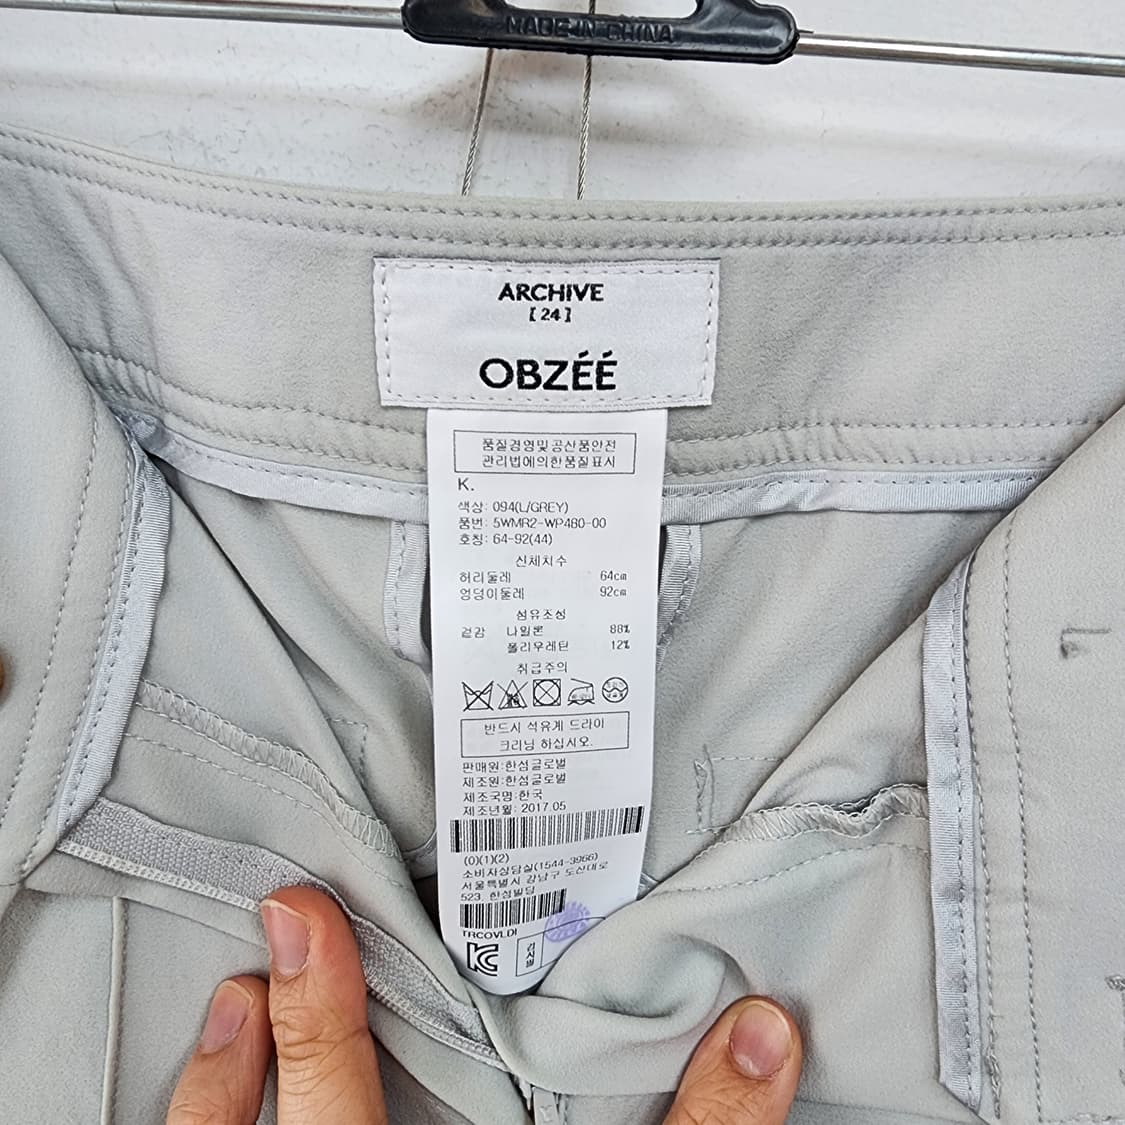 MADE IN CHINA
ARCHIVE
[24]
OBZÉÉ
품질경영및공산품안전
관리법에의한품질표시
K.
색상: 094(L/GREY)
품번: 5WMR2-WP480-00
호칭: 64-92(44)
신체치수
허리둘레 64cm
엉덩이둘레 92cm
섬유조성
겉감 나일론 88%
폴리우레탄 12%
취급주의
반드시 석유계 드라이
크리닝 하십시오.
판매원:한섬글로벌
제조원:한섬글로벌
제조국명:한국
제조년월: 2017.05
(0)(1)(2)
소비자상담실(1544-3966)
서울특별시 강남구 도산대로
523. 한섬빌딩
TRCOVLDI